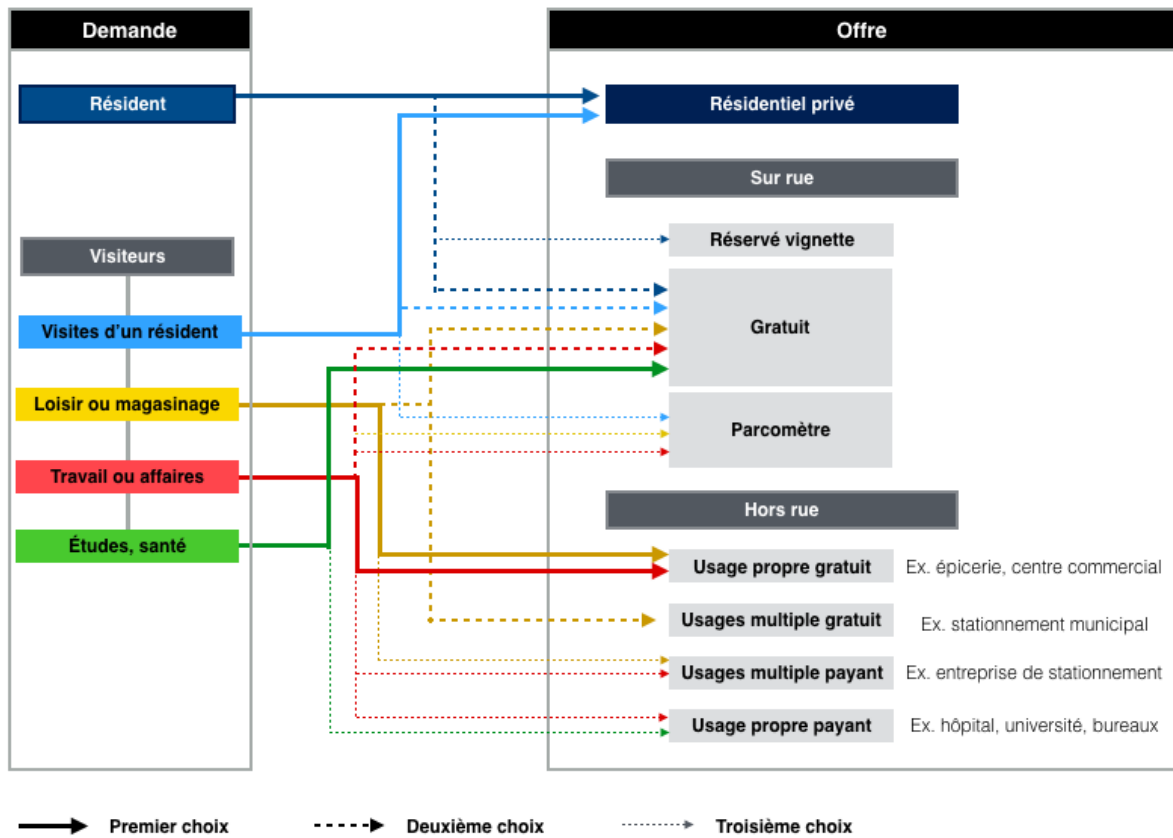 Demande
Offre
Résident
Résidentiel privé
Sur rue
Visiteurs
Réservé vignette
Visites d'un résident
Gratuit
Loisir ou magasinage
Parcomètre
Travail ou affaires
Hors rue
Études, santé
Usage propre gratuit
Ex. épicerie, centre commercial
Usages multiple gratuit
Ex. stationnement municipal
Usages multiple payant
Ex. entreprise de stationnement
Usage propre payant
Ex. hôpital, université, bureaux
Premier choix
Deuxième choix
Troisième choix